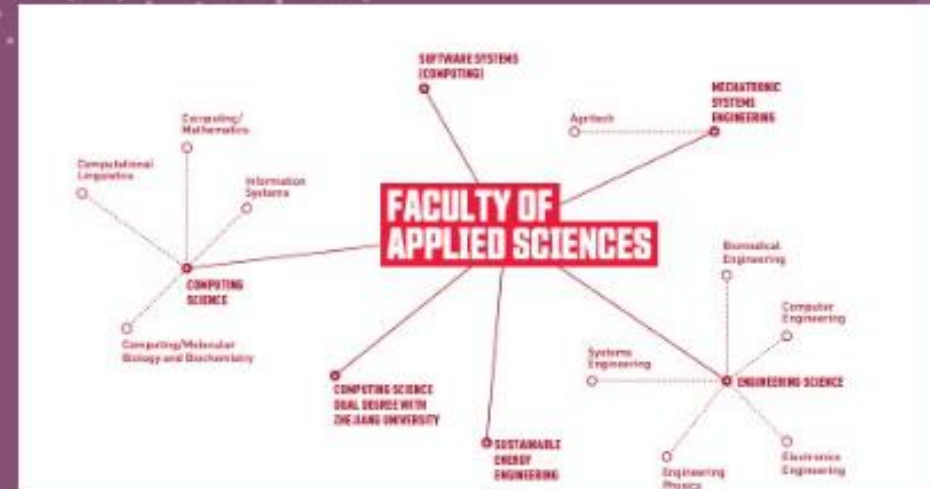 SOFTWARE SYSTEMS
(COMPUTING)
MECHATRONIC
SYSTEMS
ENGINEERING
Agritech
Computing/
Mathematics
Computational
Linguistics
Information
Systems
FACULTY OF
APPLIED SCIENCES
COMPUTING
SCIENCE
Computing/Molecular
Biology and Biochemistry
Biomedical
Engineering
Computer
Engineering
Systems
Engineering
ENGINEERING SCIENCE
COMPUTING SCIENCE
DUAL DEGREE WITH
ZHEJIANG UNIVERSITY
SUSTAINABLE
ENERGY
ENGINEERING
Engineering
Physics
Electronics
Engineering